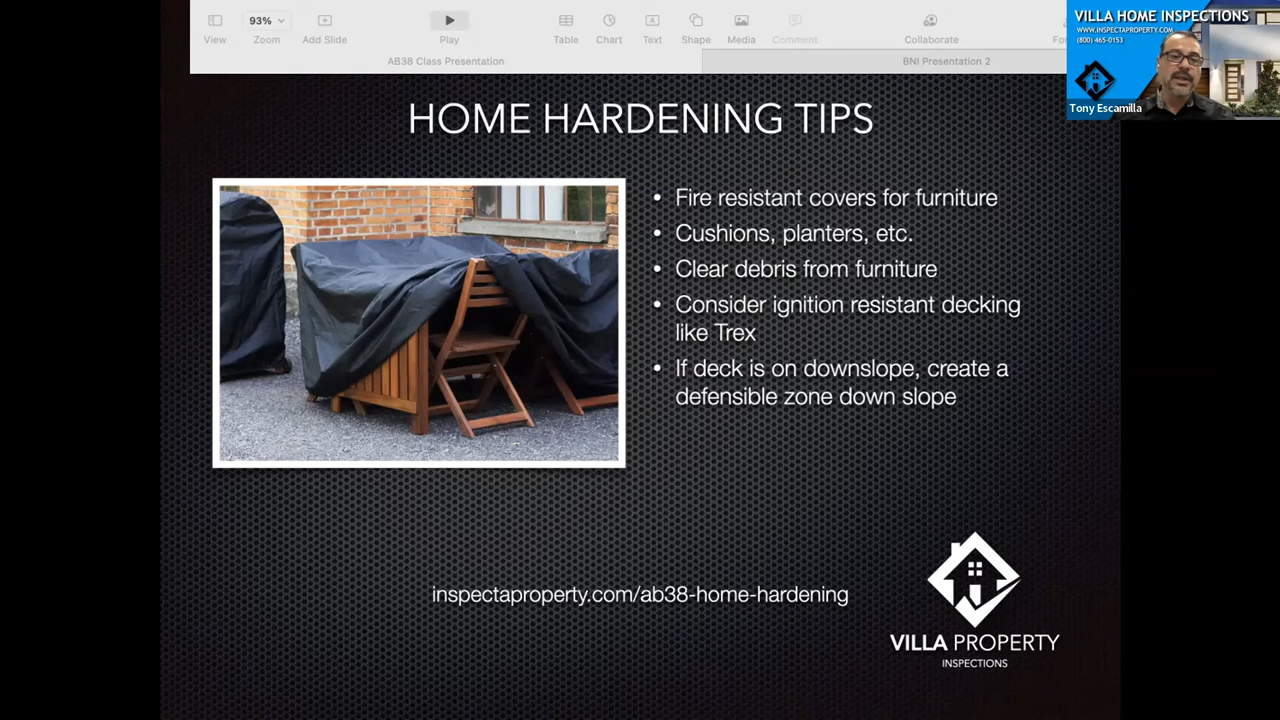 93%
View
Zoom
Add Slide
Play
Table
Chart
Text
Shape
Media
Comment
Collaborate
AB38 Class Presentation
BNI Presentation 2
VILLA HOME INSPECTIONS
WWW.INSPECTAPROPERTY.COM
(800) 465-0153
Tony Escamilla
HOME HARDENING TIPS
• Fire resistant covers for furniture
• Cushions, planters, etc.
• Clear debris from furniture
• Consider ignition resistant decking
like Trex
• If deck is on downslope, create a
defensible zone down slope
inspectaproperty.com/ab38-home-hardening
VILLA PROPERTY
INSPECTIONS